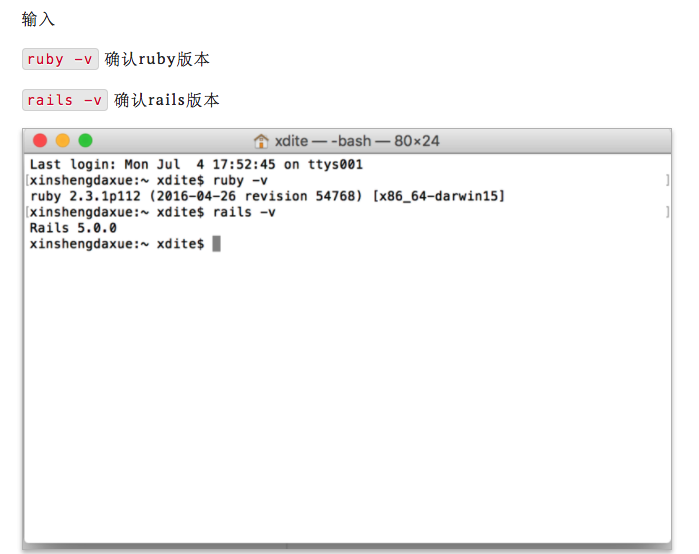 输入
ruby -v 确认ruby版本
rails -v 确认rails版本
xdite — -bash — 80×24
Last login: Mon Jul  4 17:52:45 on ttys001
[xinshengdaxue:~ xdite$ ruby -v ]
ruby 2.3.1p112 (2016-04-26 revision 54768) [x86_64-darwin15]
[xinshengdaxue:~ xdite$ rails -v ]
Rails 5.0.0
xinshengdaxue:~ xdite$